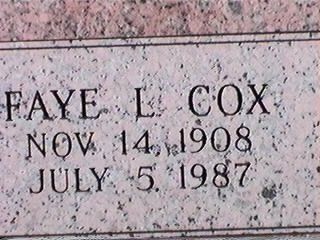 FAYE L. COX
NOV. 14, 1908
JULY 5, 1987